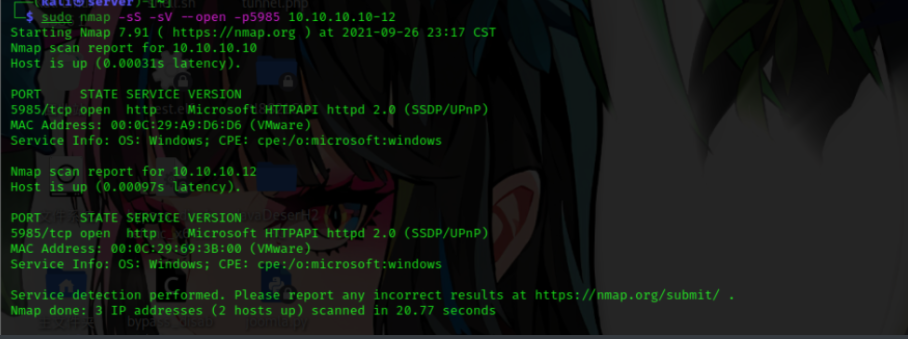 (kali㉿server)-[
└─$ sudo nmap -sS -sV --open -p5985 10.10.10.10-12
Starting Nmap 7.91 ( https://nmap.org ) at 2021-09-26 23:17 CST
Nmap scan report for 10.10.10.10
Host is up (0.00031s latency).
PORT     STATE SERVICE VERSION
5985/tcp open  http    Microsoft HTTPAPI httpd 2.0 (SSDP/UPnP)
MAC Address: 00:0C:29:A9:D6:D6 (VMware)
Service Info: OS: Windows; CPE: cpe:/o:microsoft:windows
Nmap scan report for 10.10.10.12
Host is up (0.00097s latency).
PORT     STATE SERVICE VERSION
5985/tcp open  http    Microsoft HTTPAPI httpd 2.0 (SSDP/UPnP)
MAC Address: 00:0C:29:69:3B:00 (VMware)
Service Info: OS: Windows; CPE: cpe:/o:microsoft:windows
Service detection performed. Please report any incorrect results at https://nmap.org/submit/ .
Nmap done: 3 IP addresses (2 hosts up) scanned in 20.77 seconds
tunnel.php